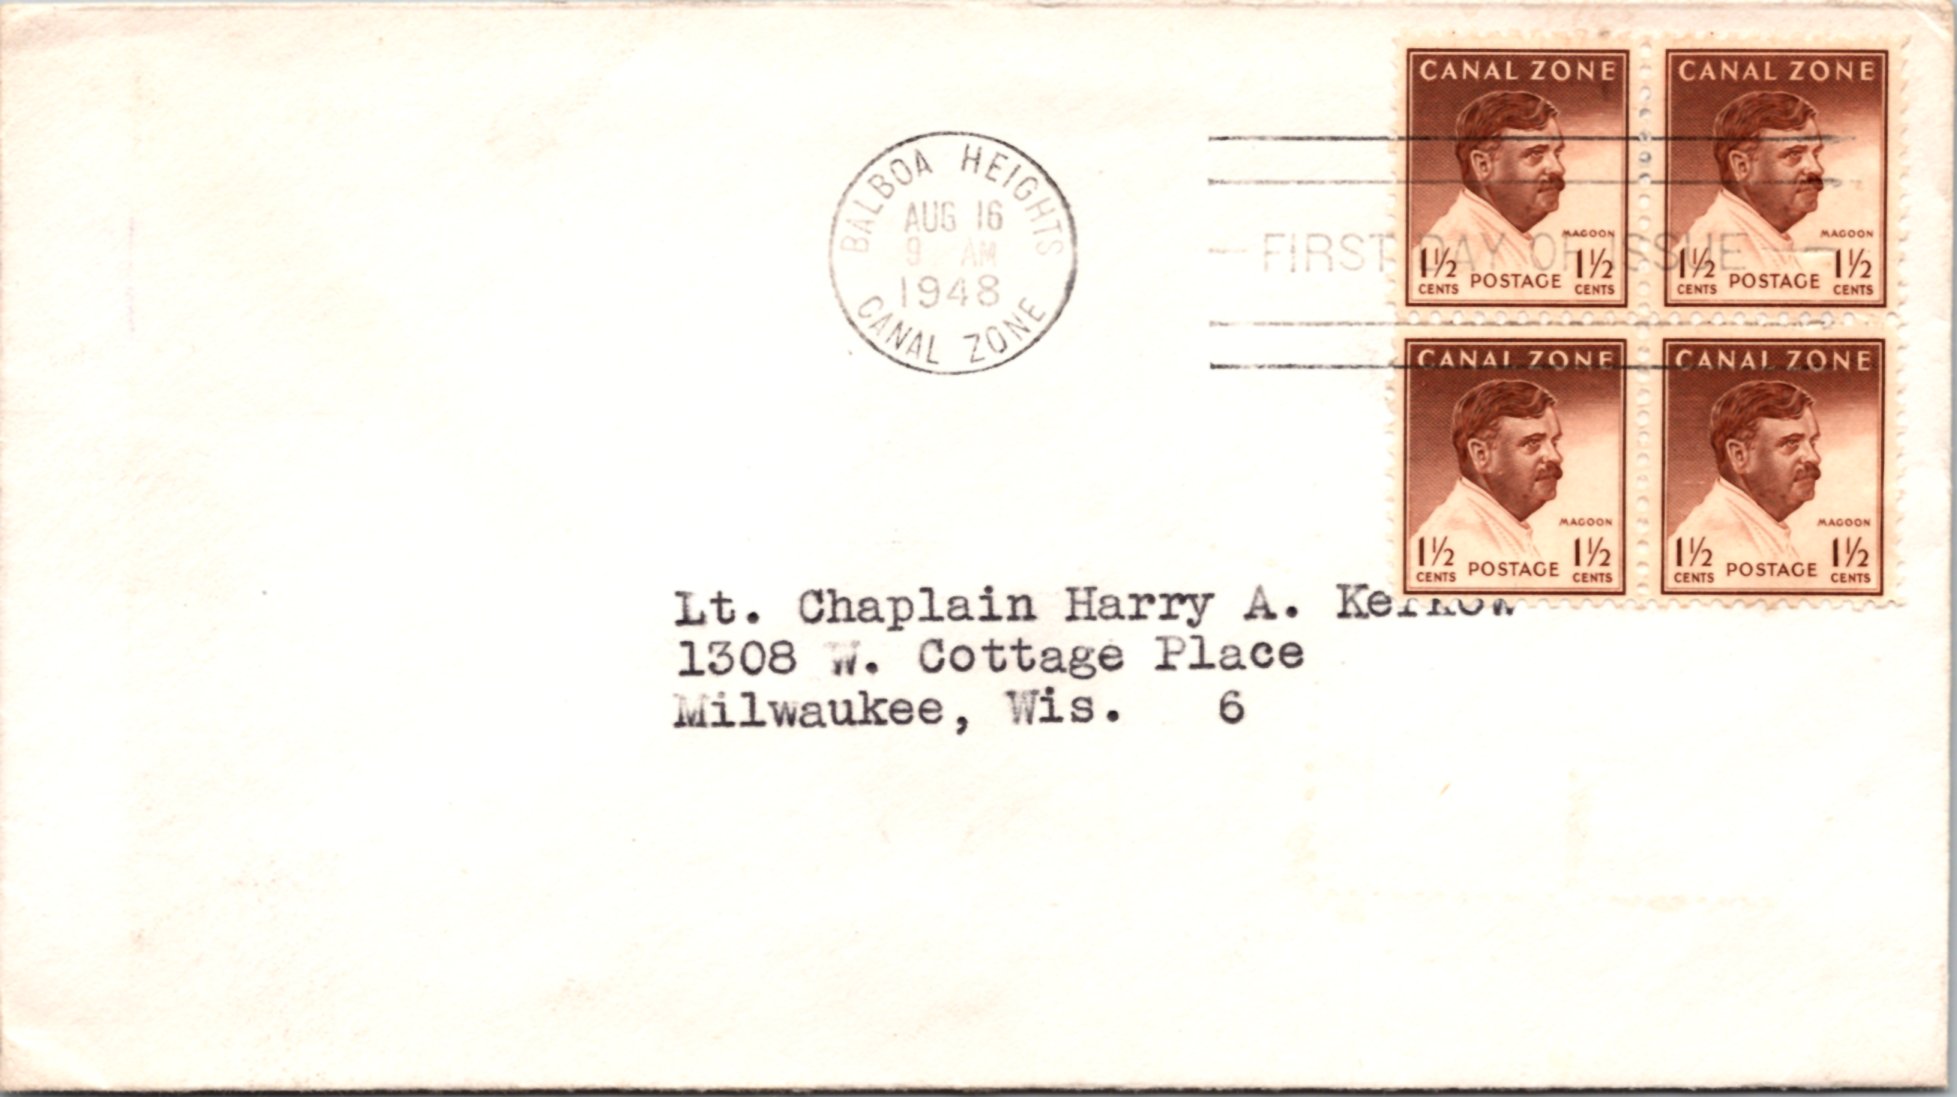 BALBOA HEIGHTS
AUG 16
9 AM
1948
CANAL ZONE
FIRST DAY OF ISSUE
CANAL ZONE
MAGOON
1½ CENTS POSTAGE 1½ CENTS
CANAL ZONE
MAGOON
1½ CENTS POSTAGE 1½ CENTS
CANAL ZONE
MAGOON
1½ CENTS POSTAGE 1½ CENTS
CANAL ZONE
MAGOON
1½ CENTS POSTAGE 1½ CENTS
Lt. Chaplain Harry A.
1308 W. Cottage Place
Milwaukee, Wis. 6